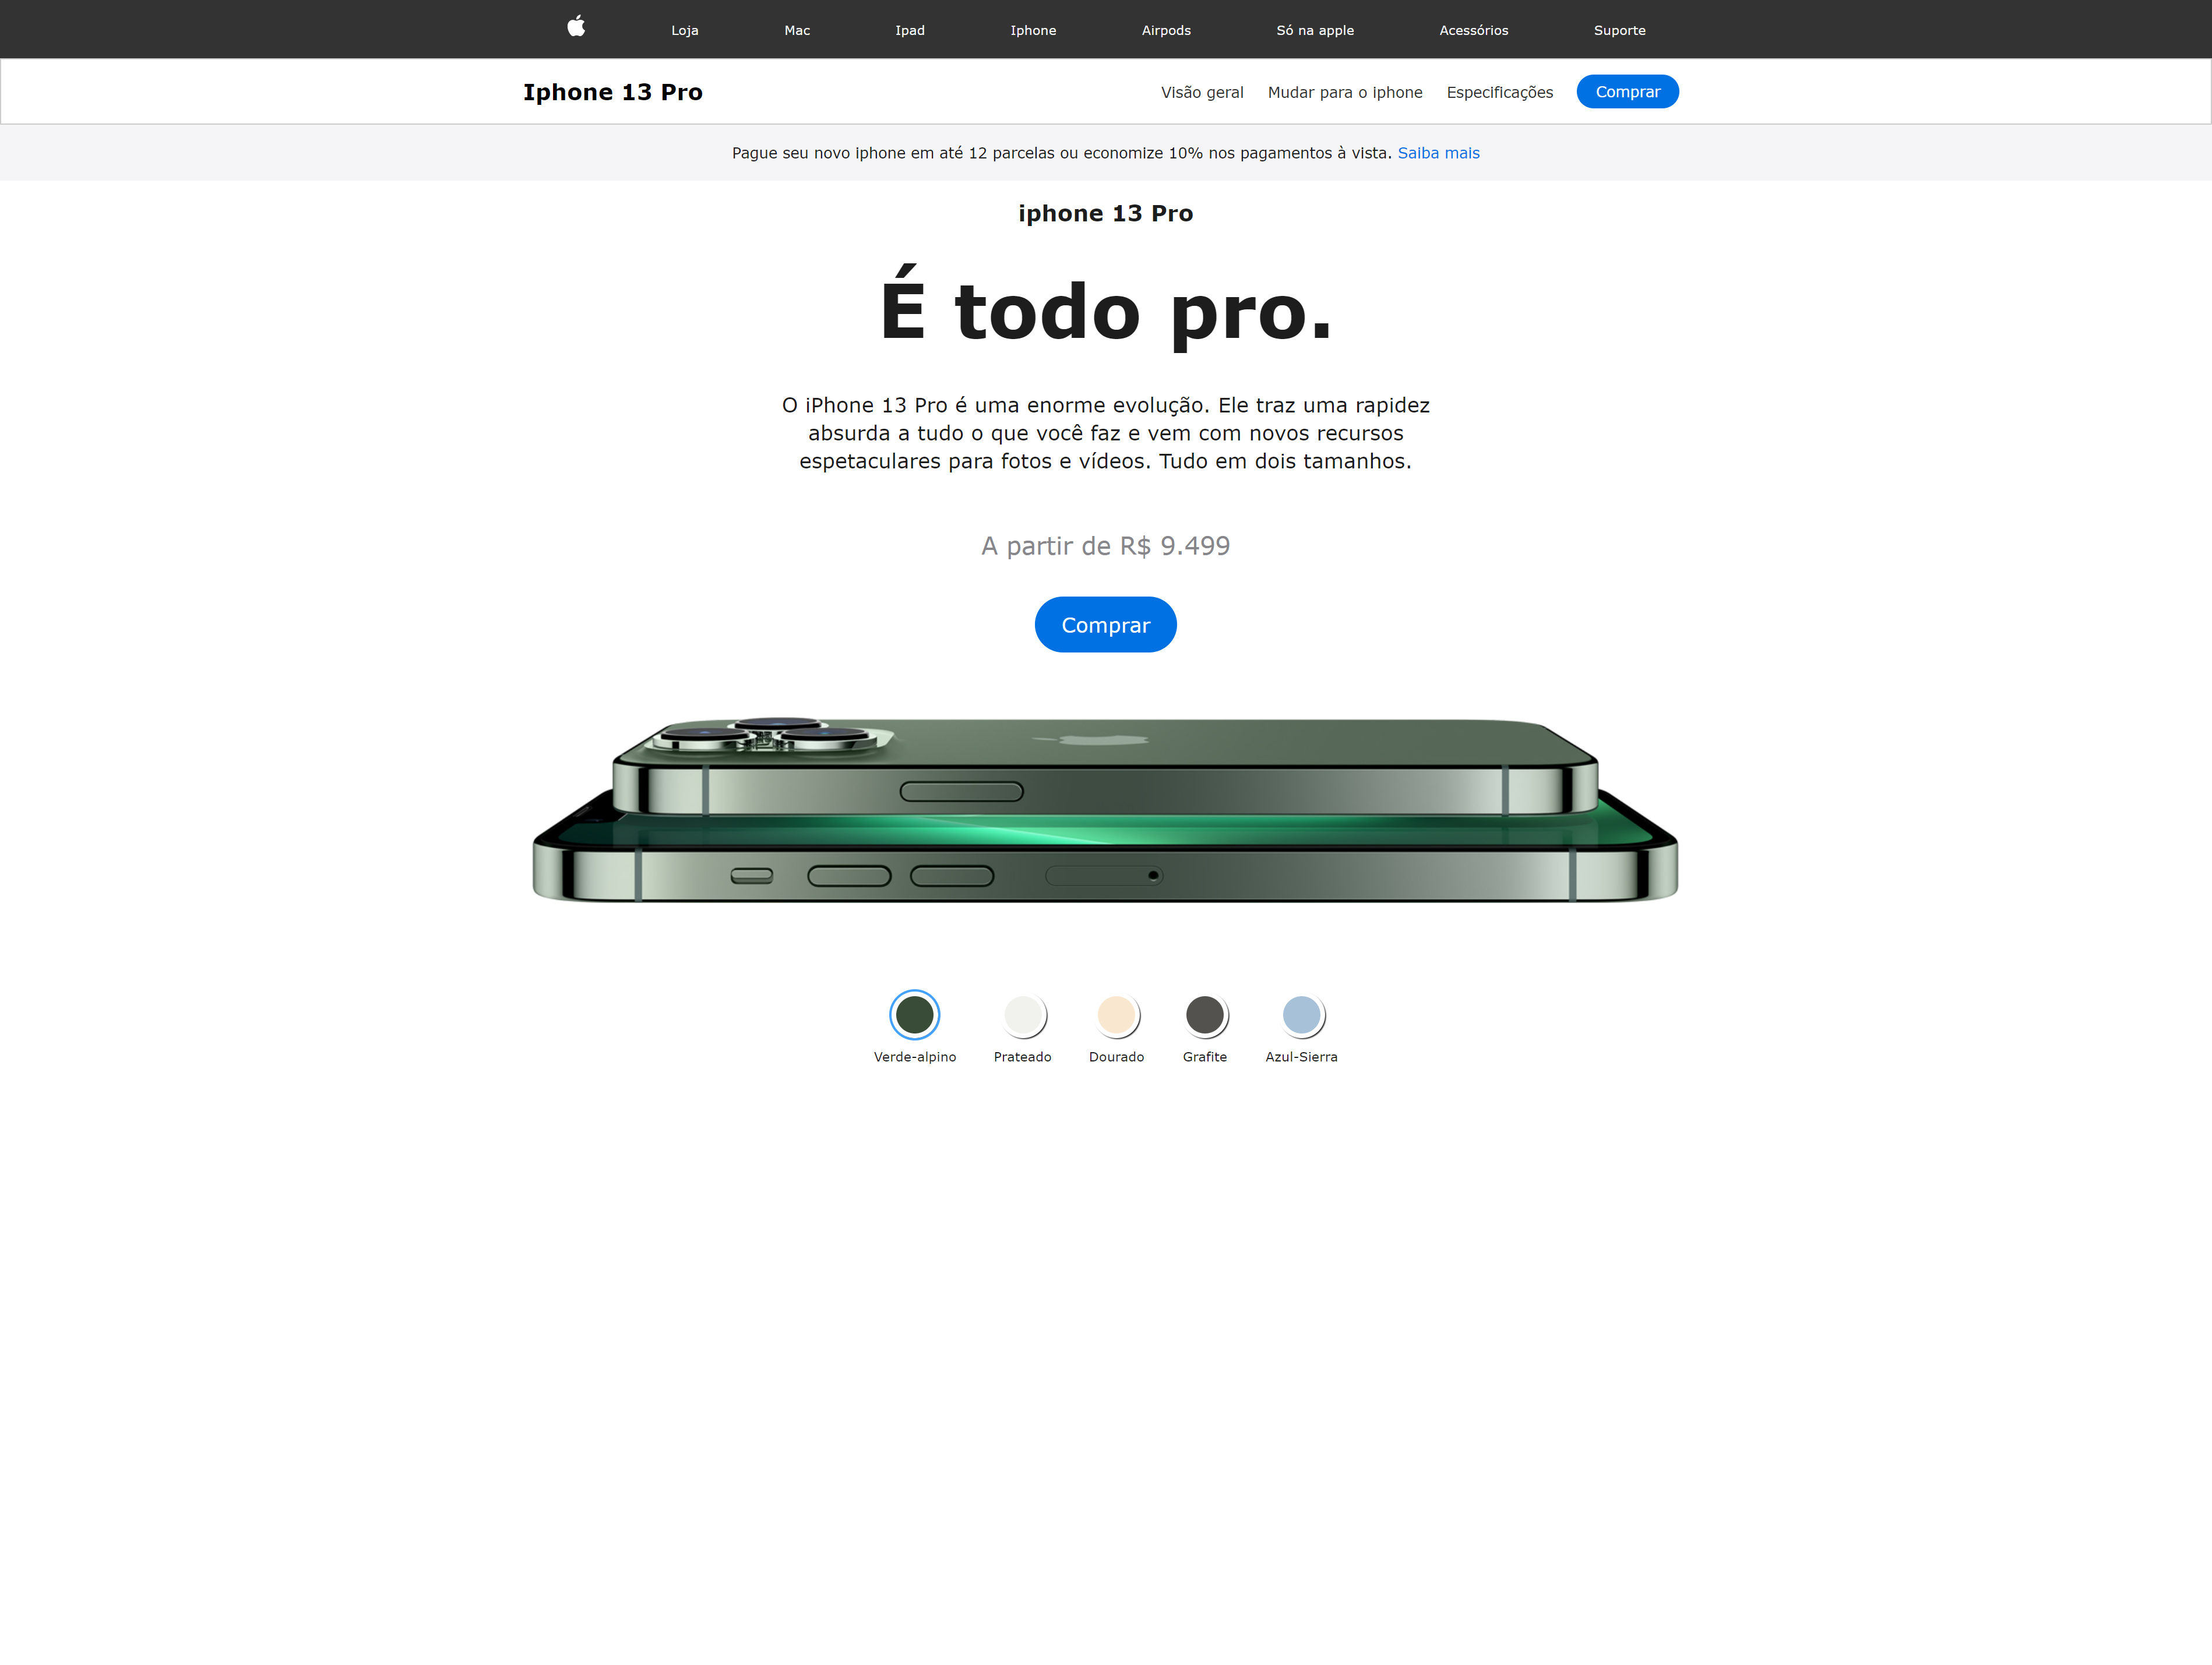 Loja Mac Ipad Iphone Airpods Só na apple Acessórios Suporte
Iphone 13 Pro
Visão geral Mudar para o iphone Especificações Comprar
Pague seu novo iphone em até 12 parcelas ou economize 10% nos pagamentos à vista. Saiba mais
iphone 13 Pro
É todo pro.
O iPhone 13 Pro é uma enorme evolução. Ele traz uma rapidez
absurda a tudo o que você faz e vem com novos recursos
espetaculares para fotos e vídeos. Tudo em dois tamanhos.
A partir de R$ 9.499
Comprar
Verde-alpino Prateado Dourado Grafite Azul-Sierra